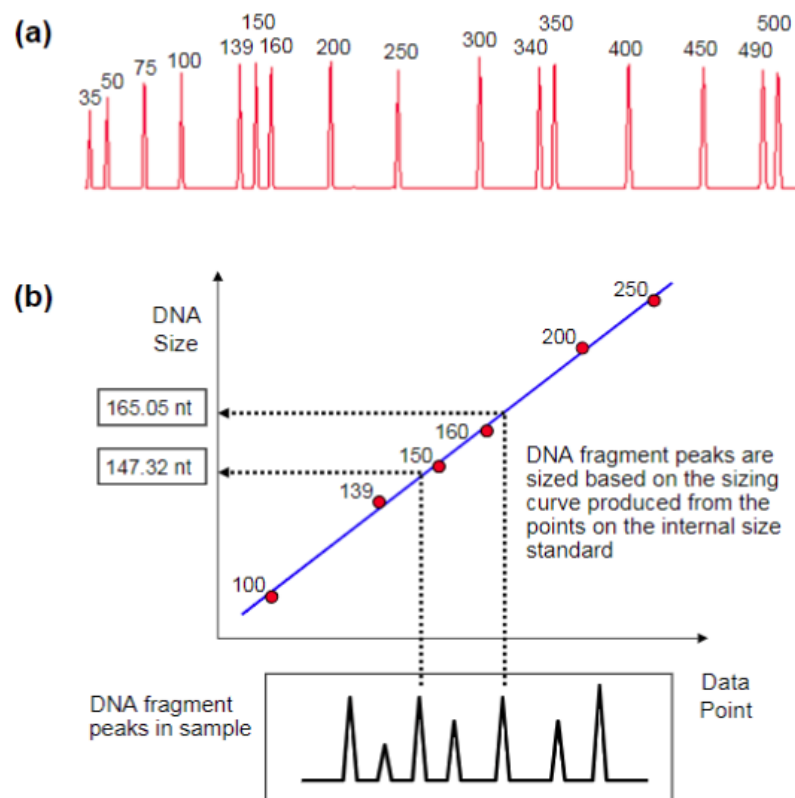 (a)
35
50
75
100
139
150
160
200
250
300
340
350
400
450
490
500
(b)
DNA
Size
165.05 nt
147.32 nt
100
139
150
160
200
250
DNA fragment peaks are
sized based on the sizing
curve produced from the
points on the internal size
standard
DNA fragment
peaks in sample
Data
Point